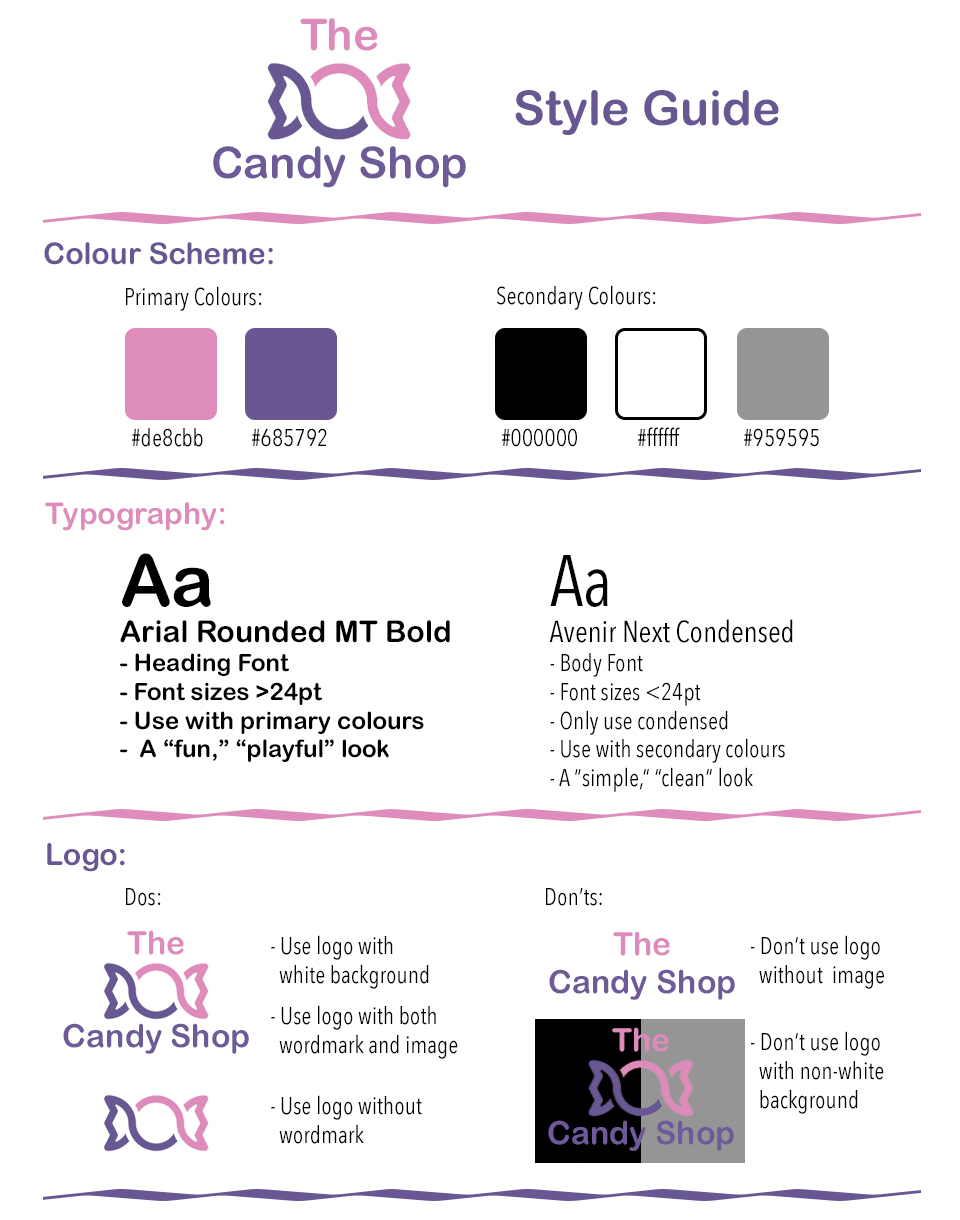 The
Candy Shop
Style Guide
Colour Scheme:
Primary Colours:
#de8cbb
#685792
Secondary Colours:
#000000
#ffffff
#959595
Typography:
Aa
Arial Rounded MT Bold
- Heading Font
- Font sizes >24pt
- Use with primary colours
-  A “fun,” “playful” look
Aa
Avenir Next Condensed
- Body Font
- Font sizes <24pt
- Only use condensed
- Use with secondary colours
- A “simple,“ “clean“ look
Logo:
Dos:
The
Candy Shop
- Use logo with
white background
- Use logo with both
wordmark and image
- Use logo without
wordmark
Don’ts:
The
Candy Shop
- Don’t use logo
without  image
The
Candy Shop
- Don’t use logo
with non-white
background